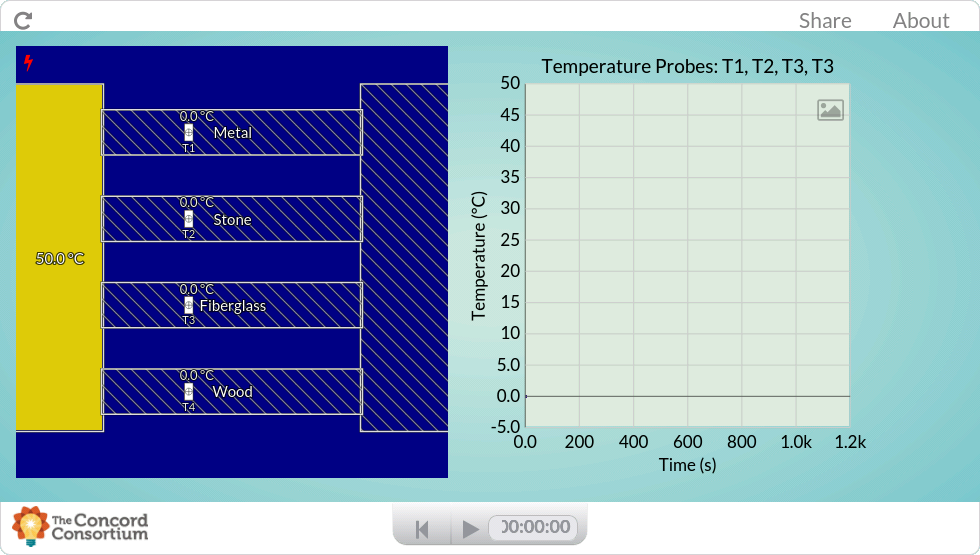 Share
About
Temperature Probes: T1, T2, T3, T3
0.0 °C
Metal
T1
0.0 °C
Stone
T2
50.0 °C
0.0 °C
Fiberglass
T3
0.0 °C
Wood
T4
Temperature (°C)
50
45
40
35
30
25
20
15
10
5.0
0.0
-5.0
0.0
200
400
600
800
1.0k
1.2k
Time (s)
The Concord
Consortium
00:00:00